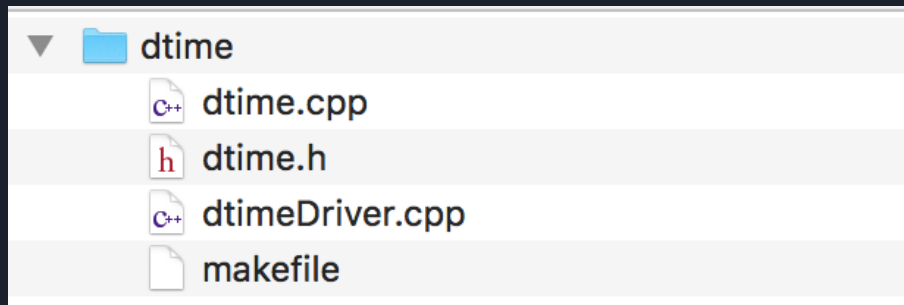 dtime
C++ dtime.cpp
h dtime.h
C++ dtimeDriver.cpp
makefile